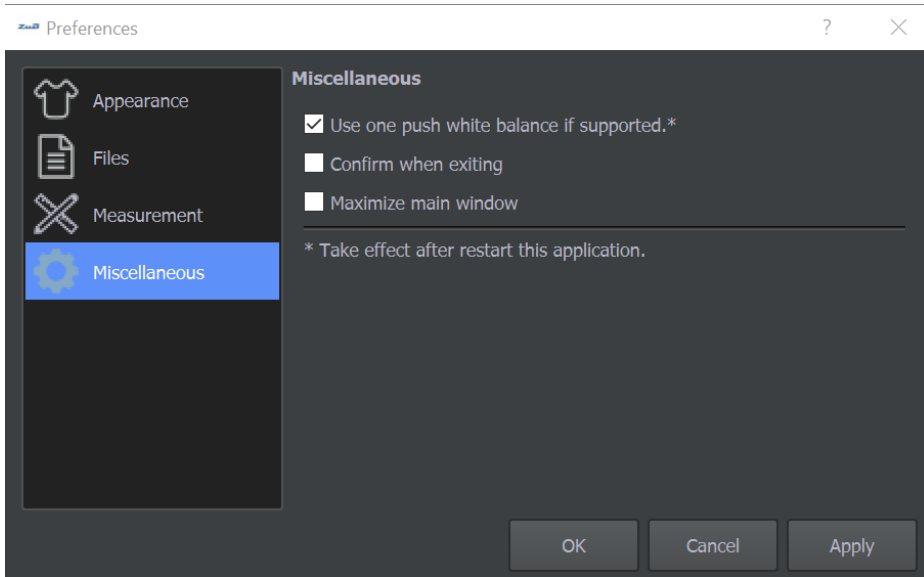 Preferences
Appearance
Files
Measurement
Miscellaneous
Miscellaneous
Use one push white balance if supported.*
Confirm when exiting
Maximize main window
* Take effect after restart this application.
OK
Cancel
Apply